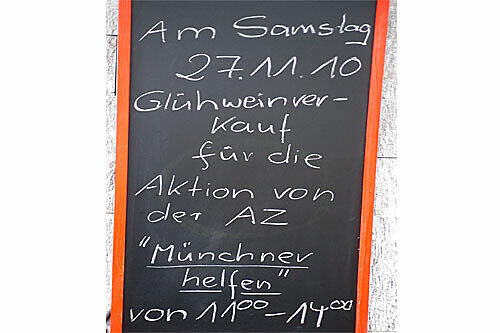 Am Samstag
27.11.10
Glühweinver-
kauf
für die
Aktion von
der AZ
"Münchner
helfen"
von 11⁰⁰-14⁰⁰